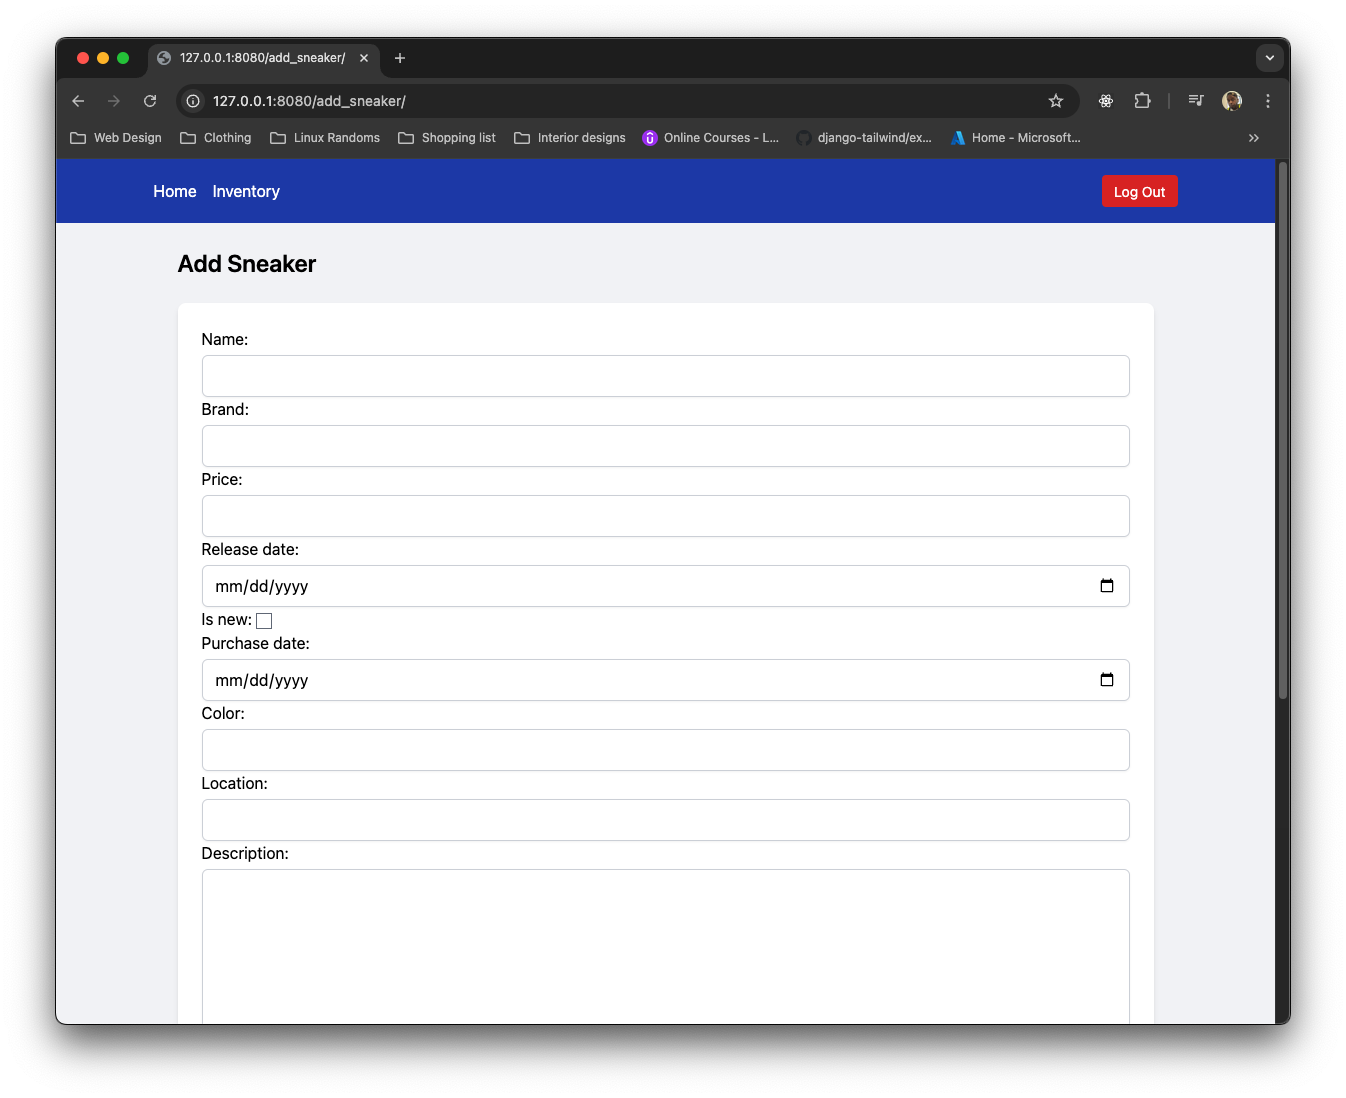 127.0.0.1:8080/add_sneaker/
127.0.0.1:8080/add_sneaker/
Web Design Clothing Linux Randoms Shopping list Interior designs Online Courses - L... django-tailwind/ex... Home - Microsoft...
Home Inventory Log Out
Add Sneaker
Name:
Brand:
Price:
Release date:
mm/dd/yyyy
Is new:
Purchase date:
mm/dd/yyyy
Color:
Location:
Description: